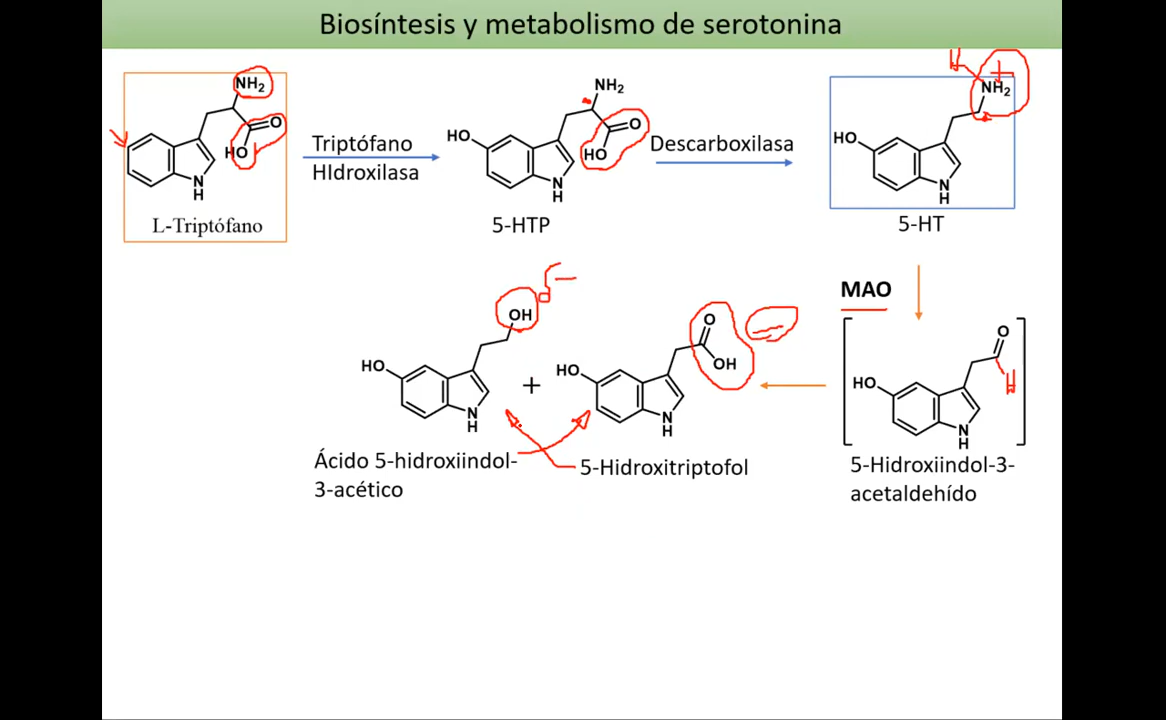 Biosíntesis y metabolismo de serotonina
NH2
O
HO
N
H
L-Triptófano
Triptófano
HIdroxilasa
NH2
HO
O
HO
N
H
5-HTP
Descarboxilasa
NH2
HO
N
H
5-HT
MAO
O
HO
H
N
H
5-Hidroxiindol-3-
acetaldehído
OH
HO
N
H
+
O
OH
HO
N
H
Ácido 5-hidroxiindol-
3-acético
5-Hidroxitriptofol